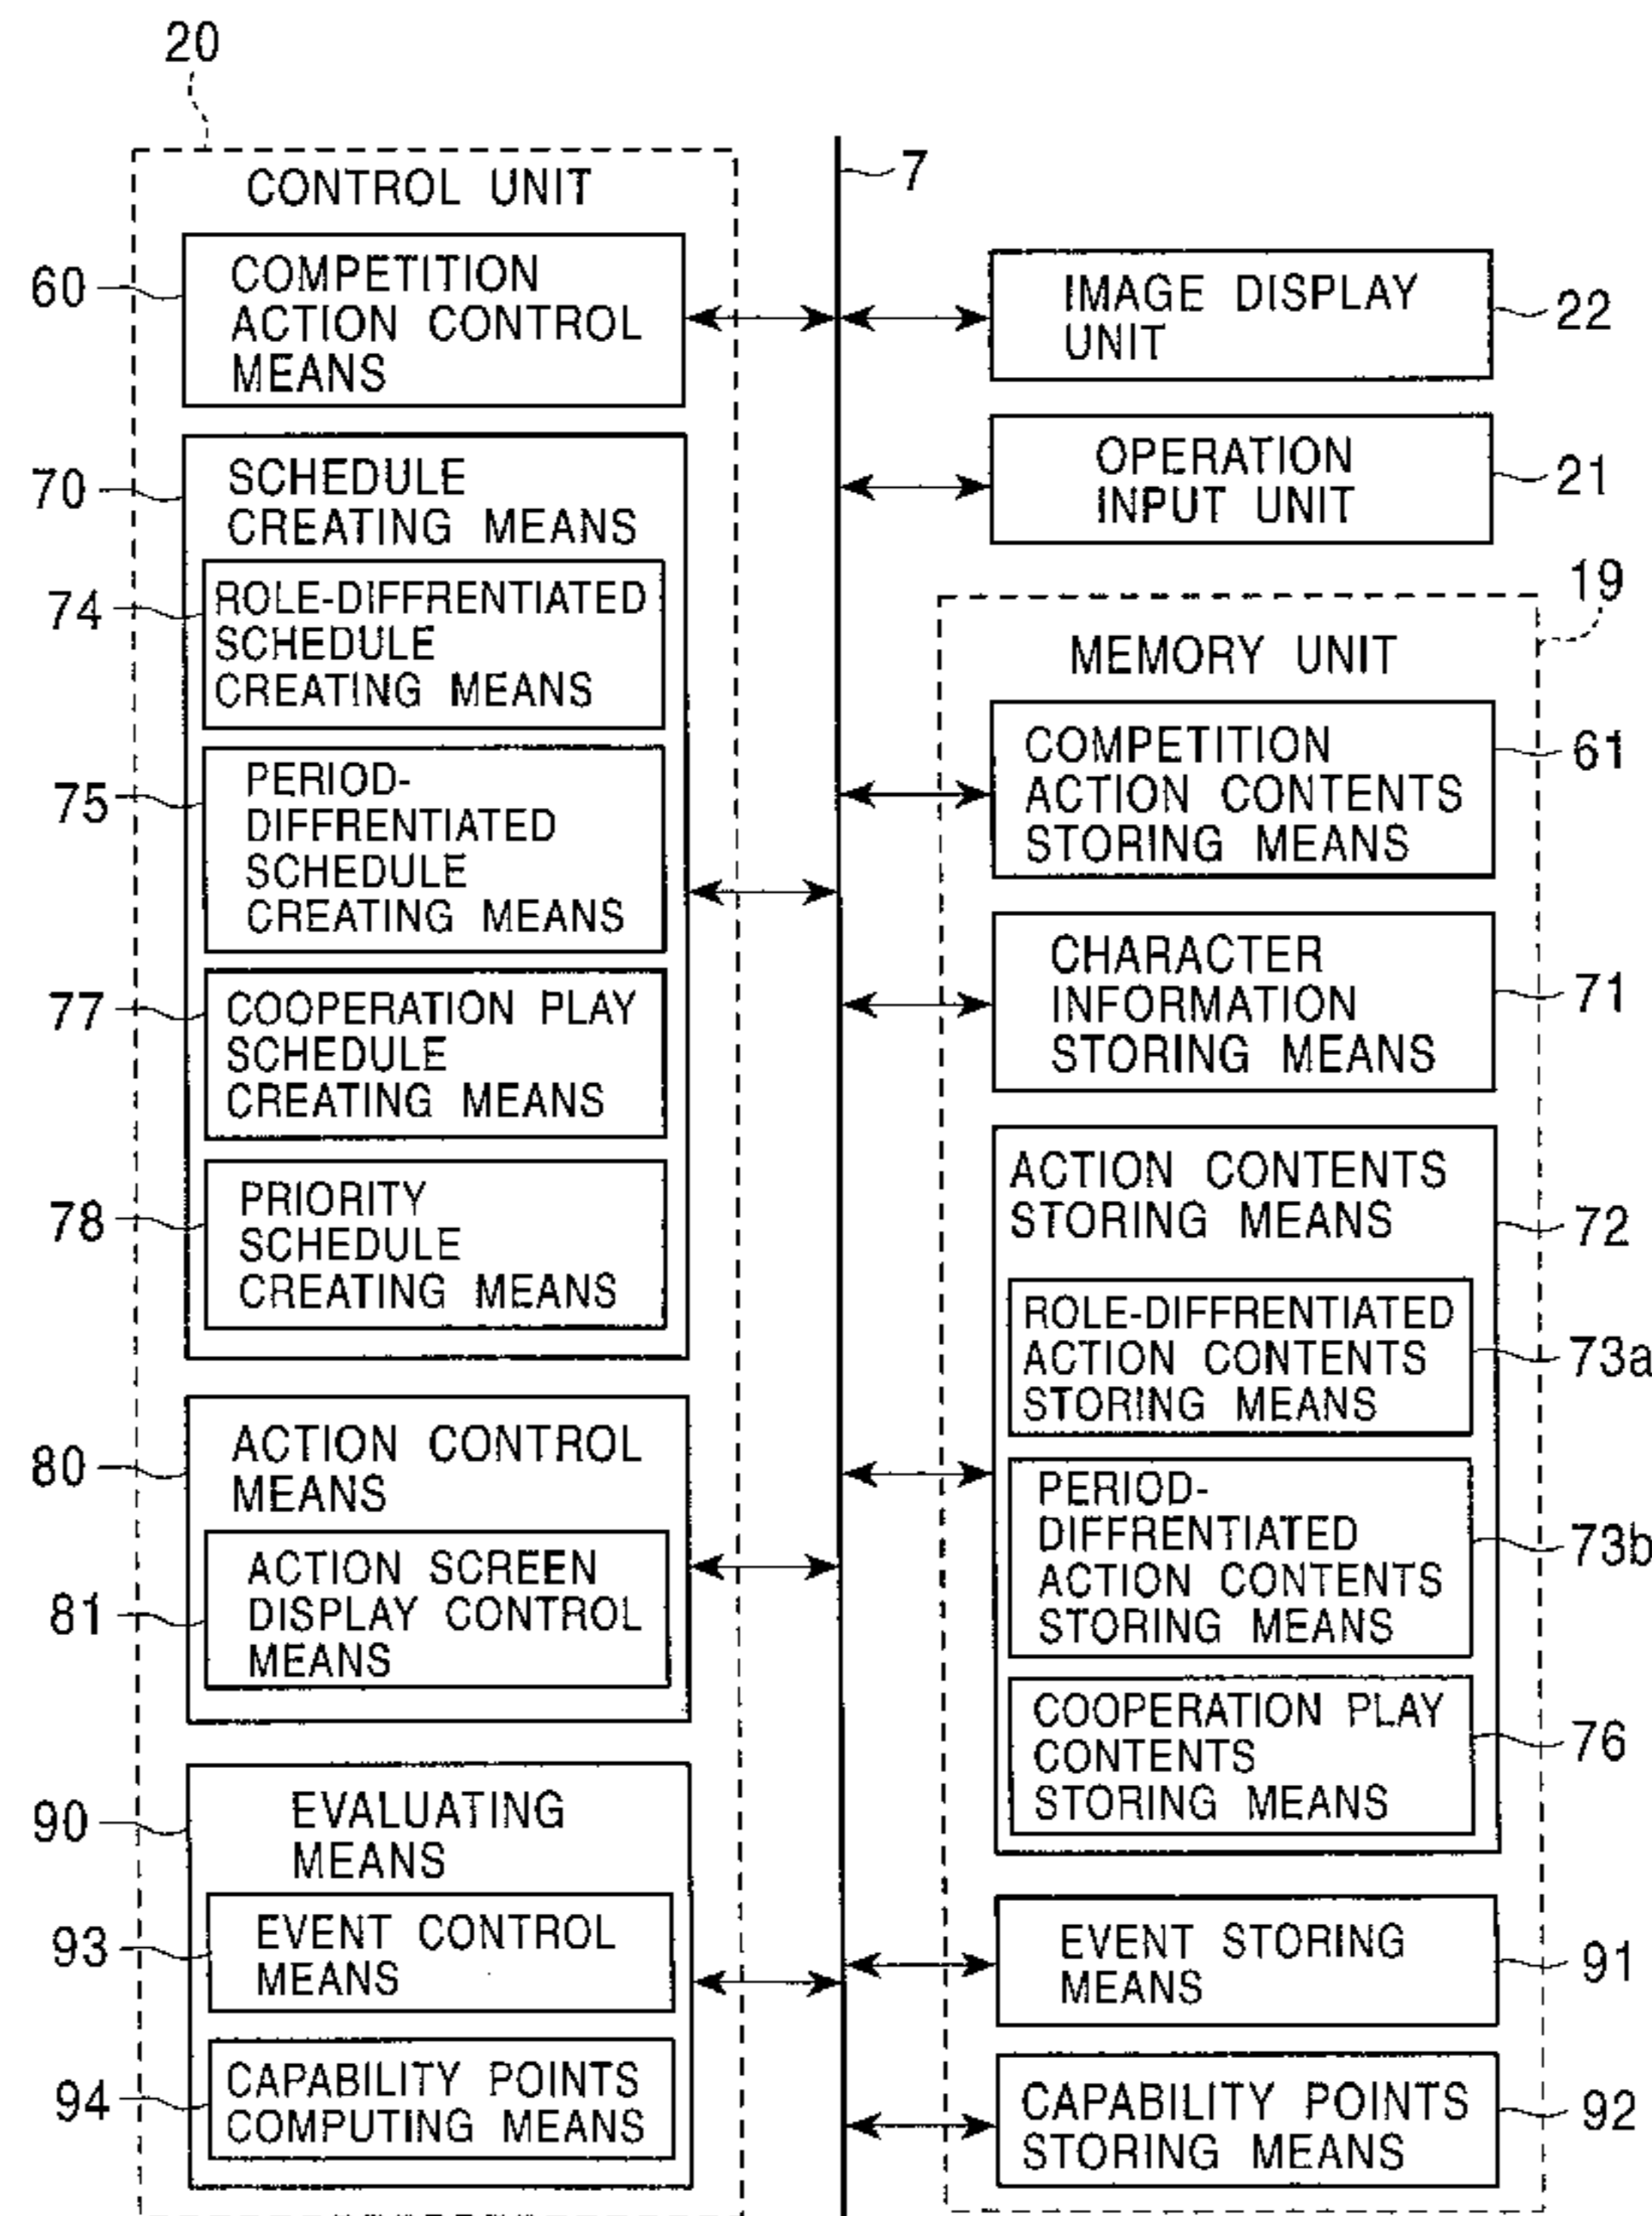 20
CONTROL UNIT
7
60
COMPETITION
ACTION CONTROL
MEANS
IMAGE DISPLAY
UNIT
22
70
SCHEDULE
CREATING MEANS
OPERATION
INPUT UNIT
21
74
ROLE-DIFFRENTIATED
SCHEDULE
CREATING MEANS
19
MEMORY UNIT
75
PERIOD-
DIFFRENTIATED
SCHEDULE
CREATING MEANS
COMPETITION
ACTION CONTENTS
STORING MEANS
61
77
COOPERATION PLAY
SCHEDULE
CREATING MEANS
CHARACTER
INFORMATION
STORING MEANS
71
78
PRIORITY
SCHEDULE
CREATING MEANS
ACTION CONTENTS
STORING MEANS
72
ROLE-DIFFRENTIATED
ACTION CONTENTS
STORING MEANS
73a
80
ACTION CONTROL
MEANS
PERIOD-
DIFFRENTIATED
ACTION CONTENTS
STORING MEANS
73b
81
ACTION SCREEN
DISPLAY CONTROL
MEANS
COOPERATION PLAY
CONTENTS
STORING MEANS
76
90
EVALUATING
MEANS
93
EVENT CONTROL
MEANS
EVENT STORING
MEANS
91
94
CAPABILITY POINTS
COMPUTING MEANS
CAPABILITY POINTS
STORING MEANS
92